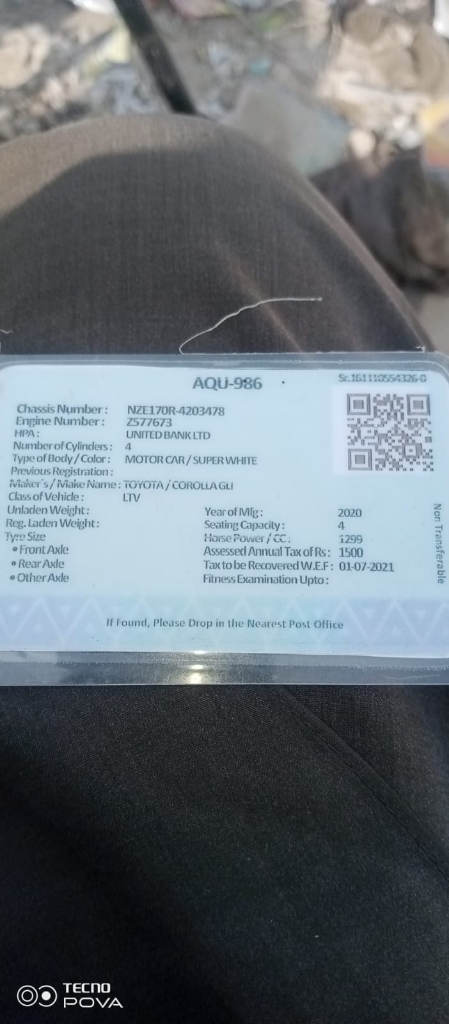 AQU-986
Sr.161110554326-0
Chassis Number : NZE170R-4203478
Engine Number : Z577673
HPA : UNITED BANK LTD
Number of Cylinders : 4
Type of Body / Color : MOTOR CAR / SUPER WHITE
Previous Registration :
Maker's / Make Name : TOYOTA / COROLLA GLI
Class of Vehicle : LTV
Unladen Weight : Year of Mfg : 2020
Reg. Laden Weight : Seating Capacity : 4
Tyre Size Horse Power / CC : 1299
• Front Axle Assessed Annual Tax of Rs : 1500
• Rear Axle Tax to be Recovered W.E.F : 01-07-2021
• Other Axle Fitness Examination Upto :
Non Transferable
If Found, Please Drop in the Nearest Post Office
TECNO
POVA